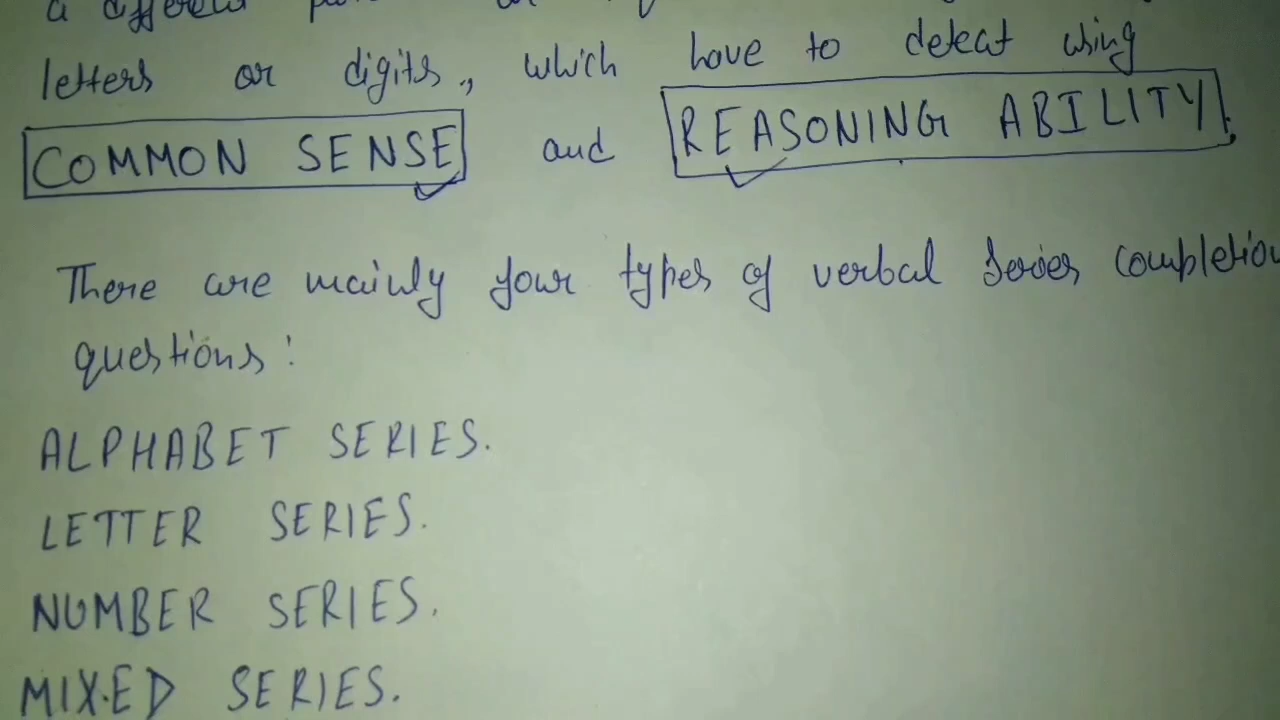 a different
letters or digits, which have to detect using
COMMON SENSE and REASONING ABILITY.
There are mainly four types of verbal series completion
questions:
ALPHABET SERIES.
LETTER SERIES.
NUMBER SERIES.
MIXED SERIES.